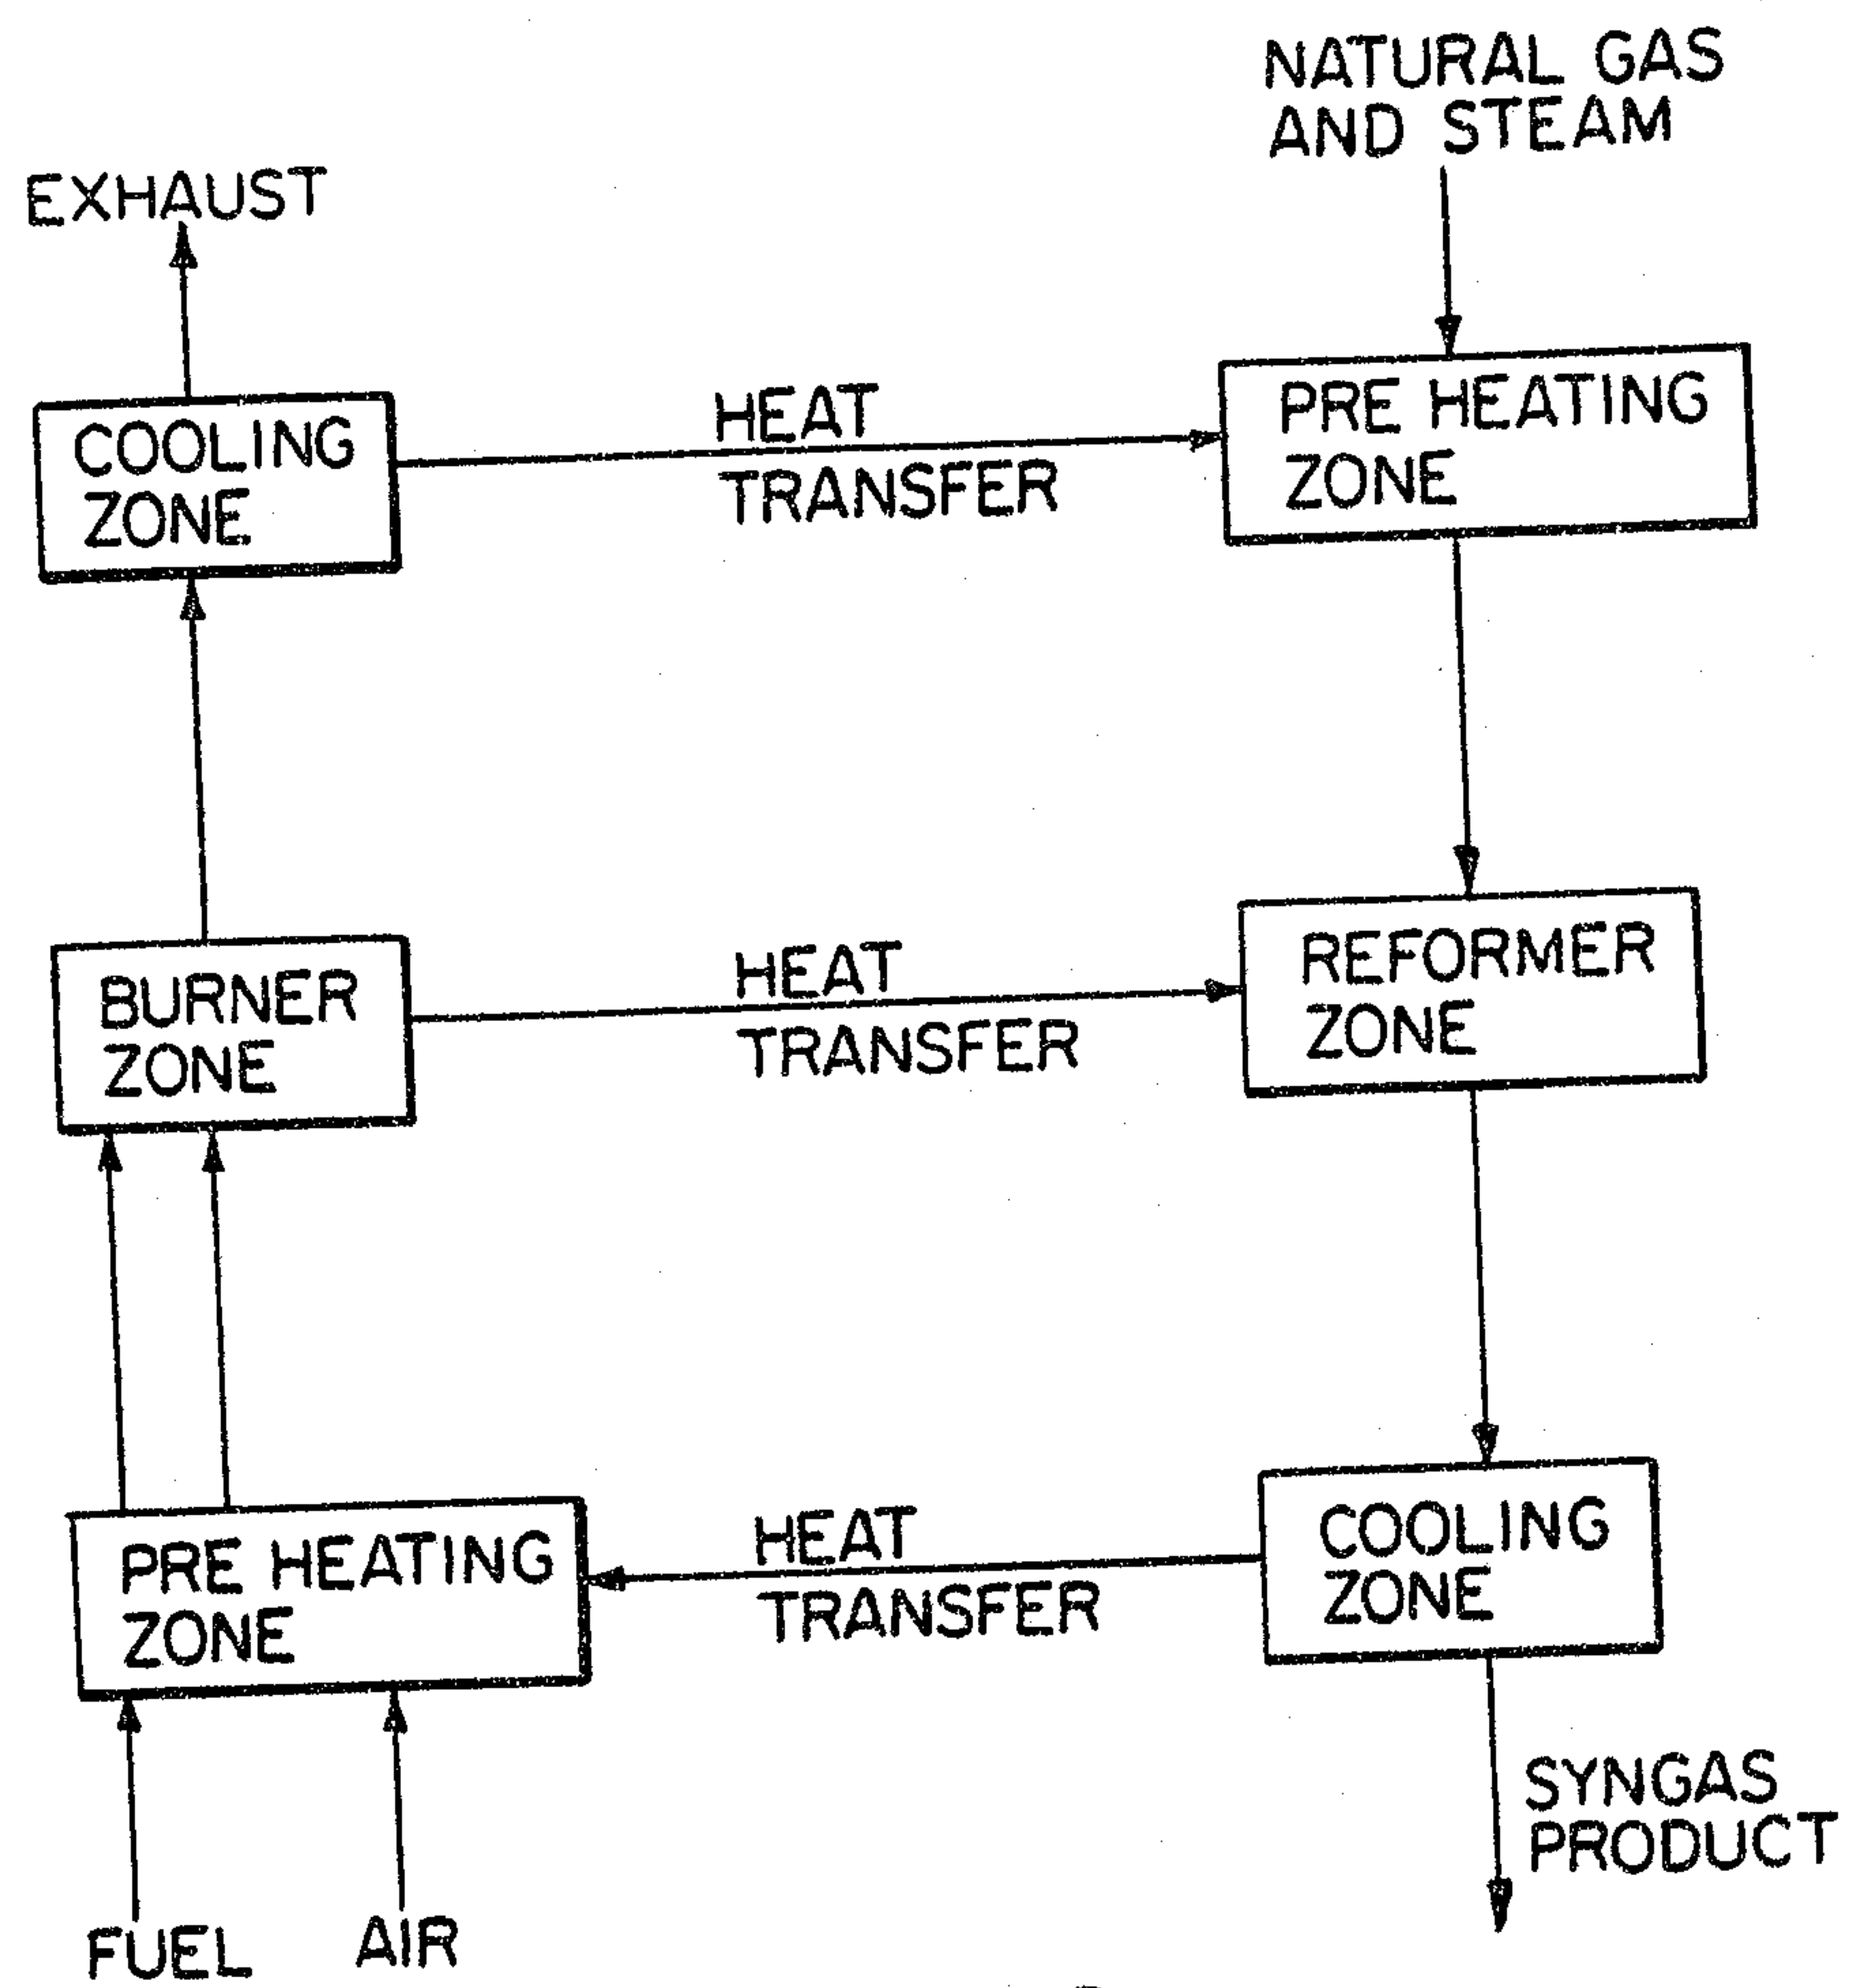 NATURAL GAS
AND STEAM
EXHAUST
COOLING
ZONE
HEAT
TRANSFER
PRE HEATING
ZONE
BURNER
ZONE
HEAT
TRANSFER
REFORMER
ZONE
PRE HEATING
ZONE
HEAT
TRANSFER
COOLING
ZONE
SYNGAS
PRODUCT
FUEL
AIR